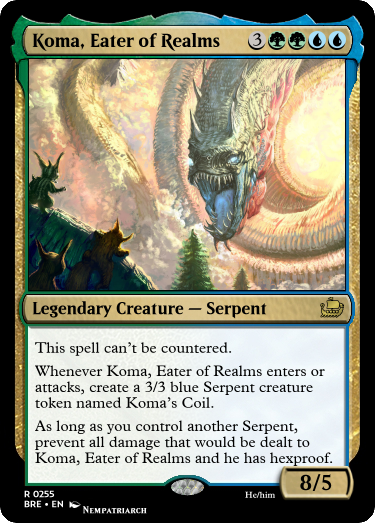 Koma, Eater of Realms 3
Legendary Creature — Serpent
This spell can't be countered.
Whenever Koma, Eater of Realms enters or
attacks, create a 3/3 blue Serpent creature
token named Koma's Coil.
As long as you control another Serpent,
prevent all damage that would be dealt to
Koma, Eater of Realms and he has hexproof.
8/5
R 0255
BRE • EN Nempatriarch
He/him